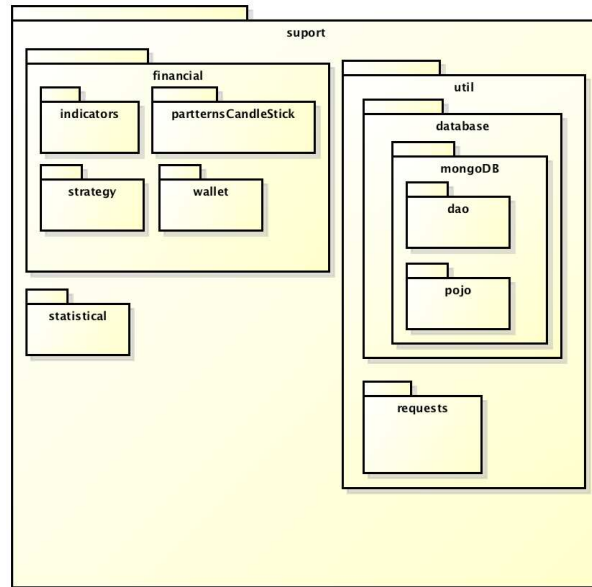 suport
financial
indicators
partternsCandleStick
strategy
wallet
statistical
util
database
mongoDB
dao
pojo
requests